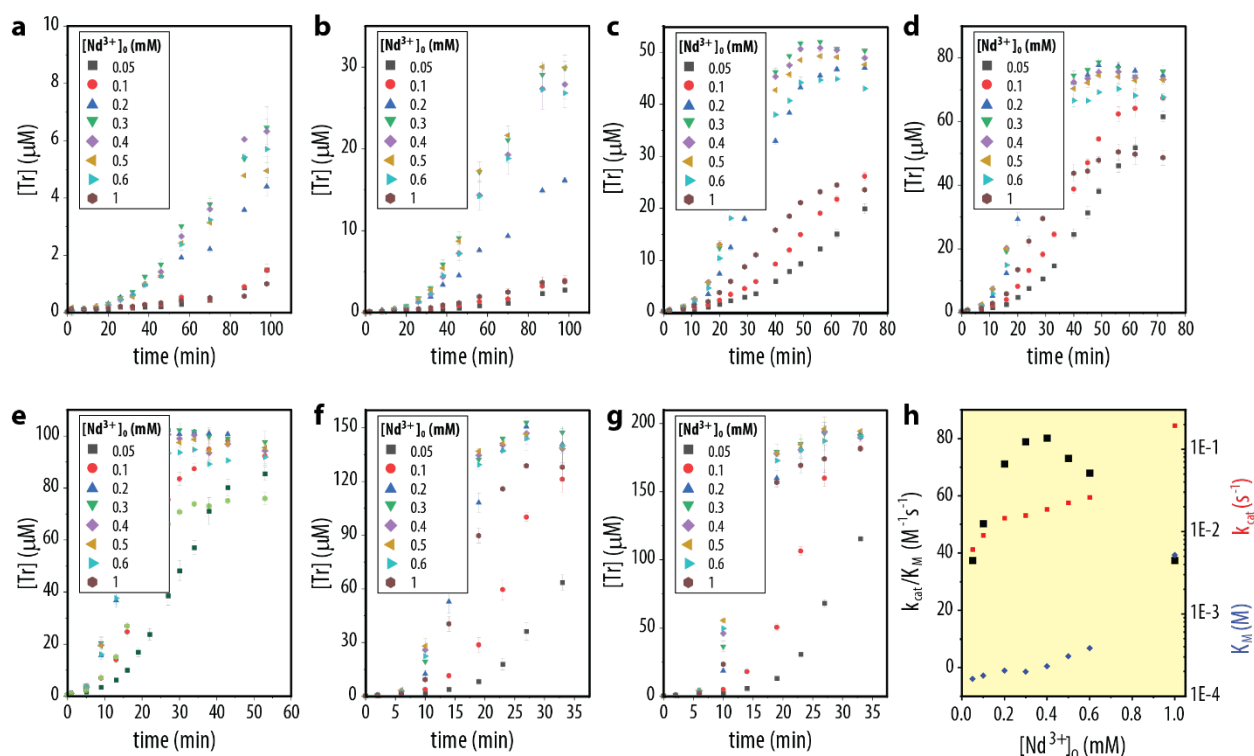 a
10
8
6
4
2
0
[Tr] (µM)
[Nd³⁺]₀ (mM)
0.05
0.1
0.2
0.3
0.4
0.5
0.6
1
0 20 40 60 80 100
time (min)
b
30
20
10
0
[Tr] (µM)
[Nd³⁺]₀ (mM)
0.05
0.1
0.2
0.3
0.4
0.5
0.6
1
0 20 40 60 80 100
time (min)
c
50
40
30
20
10
0
[Tr] (µM)
[Nd³⁺]₀ (mM)
0.05
0.1
0.2
0.3
0.4
0.5
0.6
1
0 10 20 30 40 50 60 70 80
time (min)
d
80
60
40
20
0
[Tr] (µM)
[Nd³⁺]₀ (mM)
0.05
0.1
0.2
0.3
0.4
0.5
0.6
1
0 10 20 30 40 50 60 70 80
time (min)
e
100
80
60
40
20
0
[Tr] (µM)
[Nd³⁺]₀ (mM)
0.05
0.1
0.2
0.3
0.4
0.5
0.6
1
0 10 20 30 40 50 60
time (min)
f
150
120
90
60
30
0
[Tr] (µM)
[Nd³⁺]₀ (mM)
0.05
0.1
0.2
0.3
0.4
0.5
0.6
1
0 5 10 15 20 25 30 35
time (min)
g
200
150
100
50
0
[Tr] (µM)
[Nd³⁺]₀ (mM)
0.05
0.1
0.2
0.3
0.4
0.5
0.6
1
0 5 10 15 20 25 30 35
time (min)
h
80
60
40
20
0
k_cat/K_M (M⁻¹s⁻¹)
1E-1
1E-2
1E-3
1E-4
k_cat (s⁻¹)
K_M (M)
0.0 0.2 0.4 0.6 0.8 1.0
[Nd³⁺]₀ (mM)